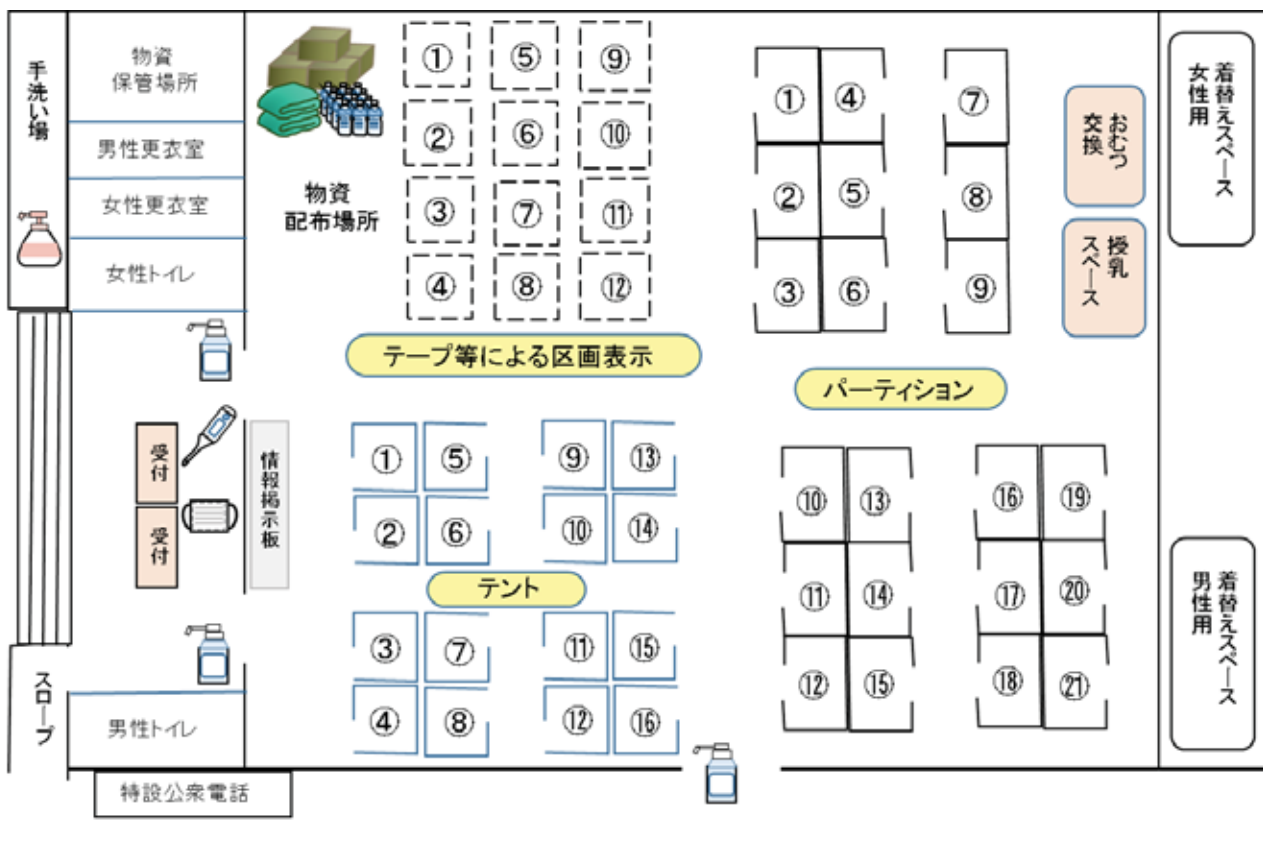 手洗い場
物資
保管場所
男性更衣室
女性更衣室
女性トイレ
物資
配布場所
①
⑤
⑨
②
⑥
⑩
③
⑦
⑪
④
⑧
⑫
テープ等による区画表示
①
④
⑦
②
⑤
⑧
③
⑥
⑨
パーティション
おむつ
交換
授乳
スペース
着替えスペース
女性用
受付
受付
情報掲示板
①
⑤
⑨
⑬
②
⑥
⑩
⑭
テント
③
⑦
⑪
⑮
④
⑧
⑫
⑯
⑩
⑬
⑯
⑲
⑪
⑭
⑰
⑳
⑫
⑮
⑱
㉑
着替えスペース
男性用
スロープ
男性トイレ
特設公衆電話